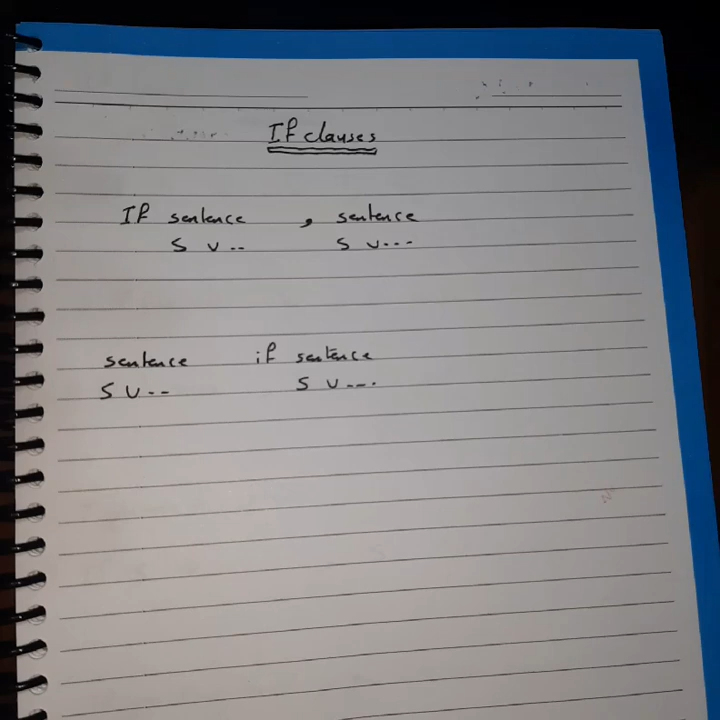 If clauses
If sentence , sentence
S v -- S v ---
sentence if sentence
S v -- S v ---.